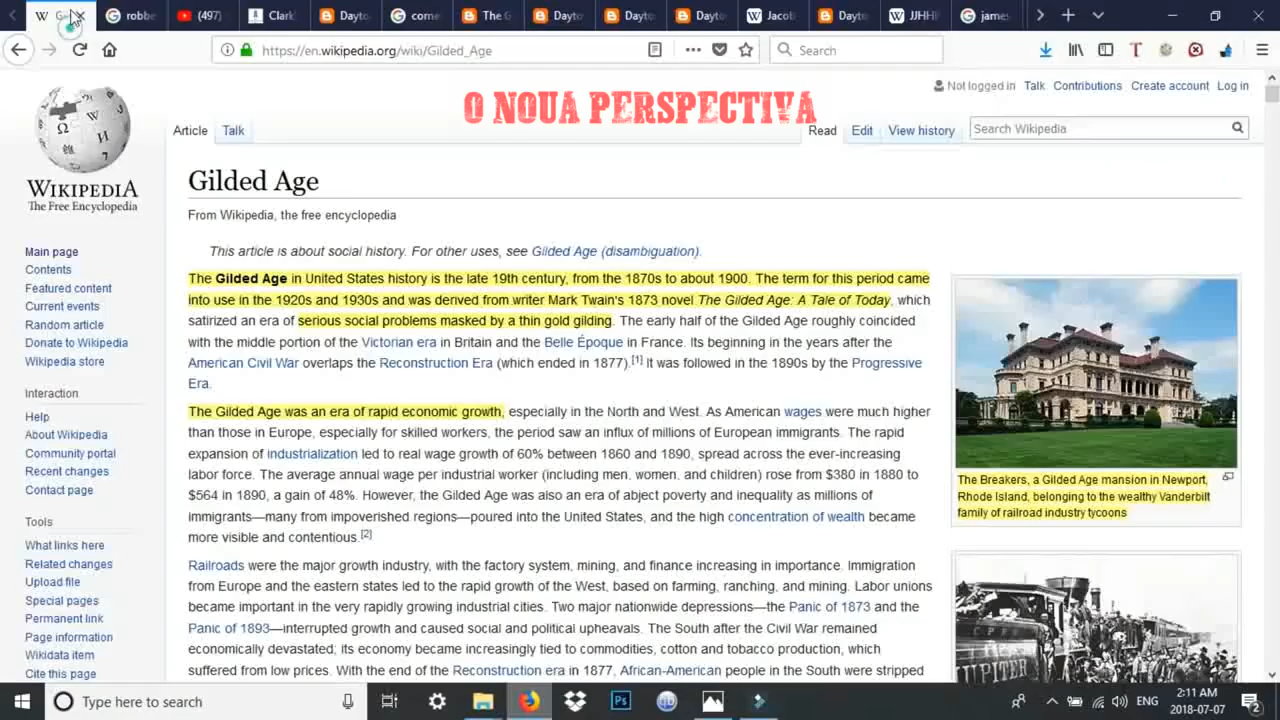 G
robbe
(497)
Clark
Dayto
come
The G
Dayto
Dayto
Dayto
Jacob
Dayto
JJHH
james
https://en.wikipedia.org/wiki/Gilded_Age
Search
Not logged in Talk Contributions Create account Log in
O NOUA PERSPECTIVA
Article Talk Read Edit View history Search Wikipedia
WIKIPEDIA
The Free Encyclopedia
Gilded Age
From Wikipedia, the free encyclopedia
This article is about social history. For other uses, see Gilded Age (disambiguation).
The Gilded Age in United States history is the late 19th century, from the 1870s to about 1900. The term for this period came
into use in the 1920s and 1930s and was derived from writer Mark Twain's 1873 novel The Gilded Age: A Tale of Today, which
satirized an era of serious social problems masked by a thin gold gilding. The early half of the Gilded Age roughly coincided
with the middle portion of the Victorian era in Britain and the Belle Époque in France. Its beginning in the years after the
American Civil War overlaps the Reconstruction Era (which ended in 1877).[1] It was followed in the 1890s by the Progressive
Era.
The Gilded Age was an era of rapid economic growth, especially in the North and West. As American wages were much higher
than those in Europe, especially for skilled workers, the period saw an influx of millions of European immigrants. The rapid
expansion of industrialization led to real wage growth of 60% between 1860 and 1890, spread across the ever-increasing
labor force. The average annual wage per industrial worker (including men, women, and children) rose from $380 in 1880 to
$564 in 1890, a gain of 48%. However, the Gilded Age was also an era of abject poverty and inequality as millions of
immigrants—many from impoverished regions—poured into the United States, and the high concentration of wealth became
more visible and contentious.[2]
Railroads were the major growth industry, with the factory system, mining, and finance increasing in importance. Immigration
from Europe and the eastern states led to the rapid growth of the West, based on farming, ranching, and mining. Labor unions
became important in the very rapidly growing industrial cities. Two major nationwide depressions—the Panic of 1873 and the
Panic of 1893—interrupted growth and caused social and political upheavals. The South after the Civil War remained
economically devastated; its economy became increasingly tied to commodities, cotton and tobacco production, which
suffered from low prices. With the end of the Reconstruction era in 1877, African-American people in the South were stripped
The Breakers, a Gilded Age mansion in Newport,
Rhode Island, belonging to the wealthy Vanderbilt
family of railroad industry tycoons
JUPITER
Main page
Contents
Featured content
Current events
Random article
Donate to Wikipedia
Wikipedia store
Interaction
Help
About Wikipedia
Community portal
Recent changes
Contact page
Tools
What links here
Related changes
Upload file
Special pages
Permanent link
Page information
Wikidata item
Cite this page
Type here to search
Ps
ENG
2:11 AM
2018-07-07
2